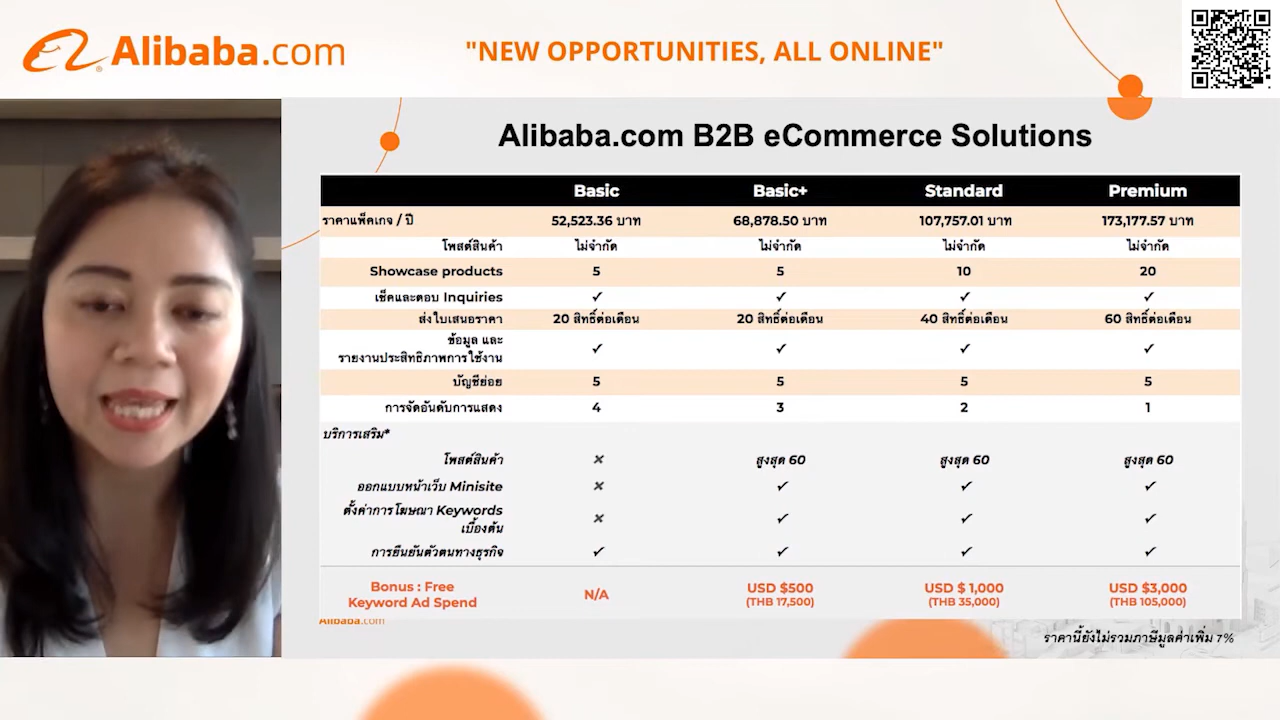 Alibaba.com
"NEW OPPORTUNITIES, ALL ONLINE"
Alibaba.com B2B eCommerce Solutions
Basic Basic+ Standard Premium
ราคาแพ็คเกจ / ปี 52,523.36 บาท 68,878.50 บาท 107,757.01 บาท 173,177.57 บาท
โพสต์สินค้า ไม่จำกัด ไม่จำกัด ไม่จำกัด ไม่จำกัด
Showcase products 5 5 10 20
เช็คและตอบ Inquiries ✓ ✓ ✓ ✓
ส่งใบเสนอราคา 20 สิทธิ์ต่อเดือน 20 สิทธิ์ต่อเดือน 40 สิทธิ์ต่อเดือน 60 สิทธิ์ต่อเดือน
ข้อมูล และ
รายงานประสิทธิภาพการใช้งาน ✓ ✓ ✓ ✓
บัญชีย่อย 5 5 5 5
การจัดอันดับการแสดง 4 3 2 1
บริการเสริม*
โพสต์สินค้า × สูงสุด 60 สูงสุด 60 สูงสุด 60
ออกแบบหน้าเว็บ Minisite × ✓ ✓ ✓
ตั้งค่าการโฆษณา Keywords
เบื้องต้น × ✓ ✓ ✓
การยืนยันตัวตนทางธุรกิจ ✓ ✓ ✓ ✓
Bonus : Free
Keyword Ad Spend N/A USD $500 USD $ 1,000 USD $3,000
(THB 17,500) (THB 35,000) (THB 105,000)
Alibaba.com
ราคานี้ยังไม่รวมภาษีมูลค่าเพิ่ม 7%